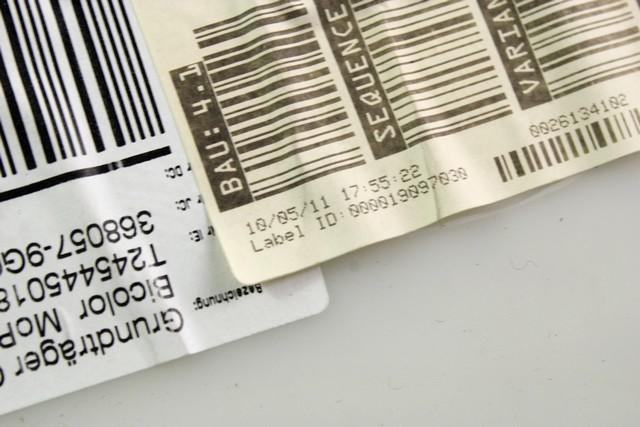 BAU: 4.1
SEQUENCE
VARIAN
0026134102
10/05/11 17:55:22
Label ID:000019097030
Bezeichnung:
Grundträger
Bicolor MoP
T245445018
368057-9G